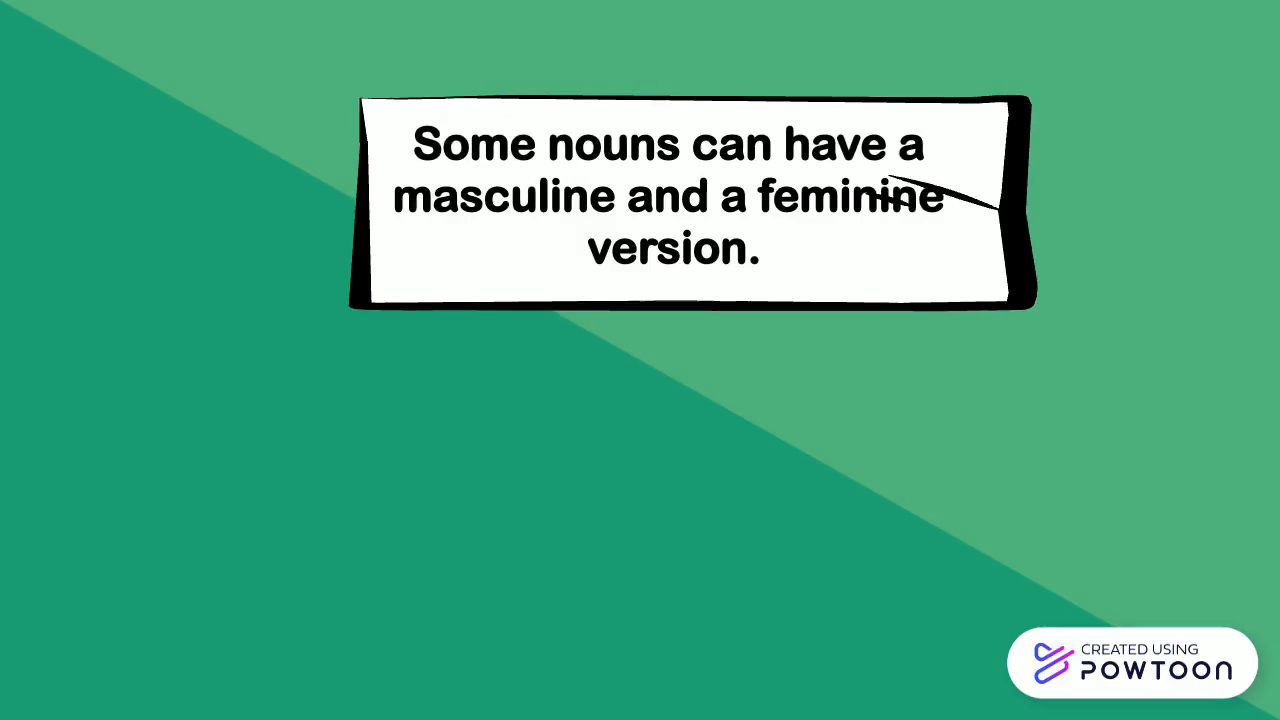 Some nouns can have a
masculine and a feminine
version.
CREATED USING
POWTOON